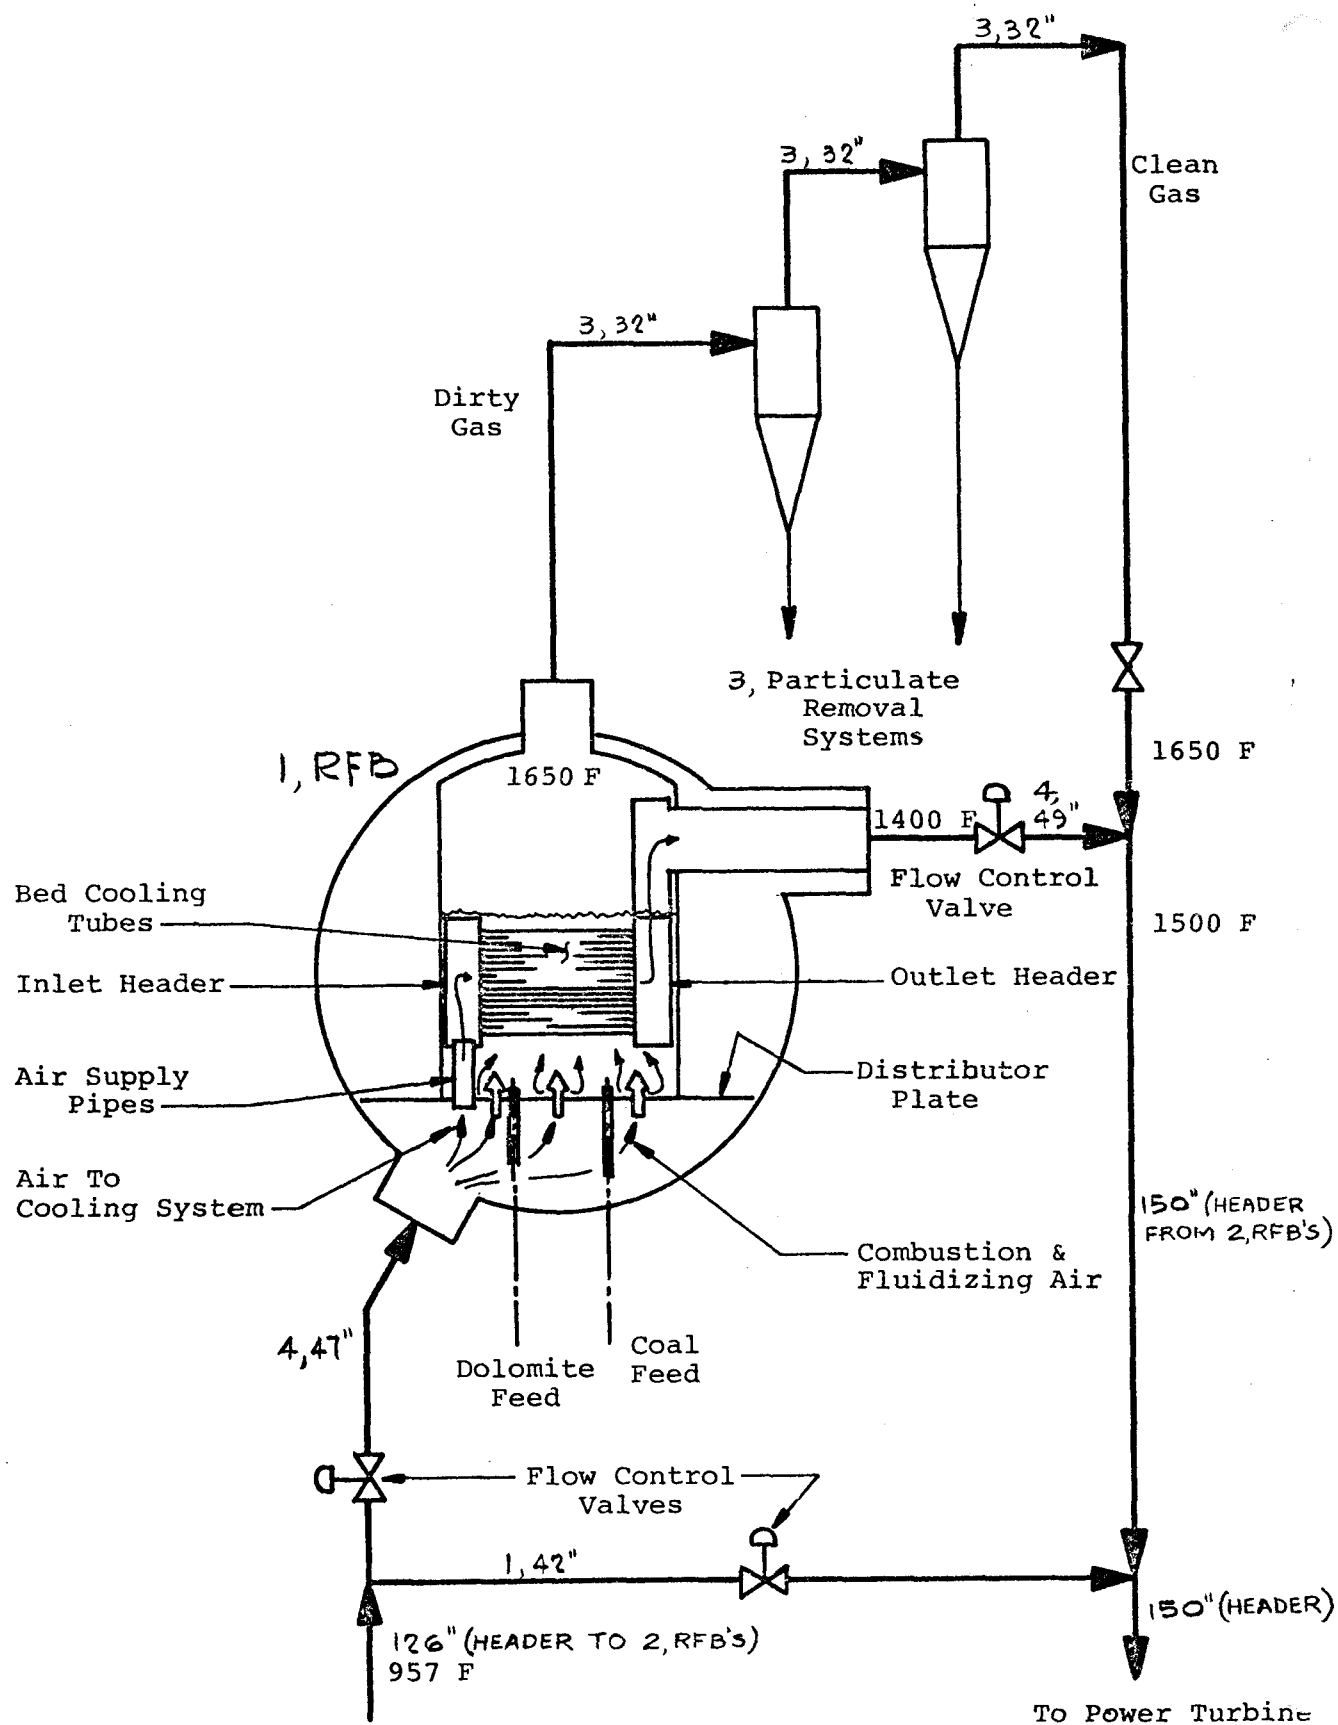 3,32"
3, 32"
Clean
Gas
3, 32"
Dirty
Gas
3, Particulate
Removal
Systems
1, RFB
1650 F
1650 F
1400 F
4,
49"
Flow Control
Valve
1500 F
Bed Cooling
Tubes
Inlet Header
Outlet Header
Air Supply
Pipes
Distributor
Plate
Air To
Cooling System
150" (HEADER
FROM 2, RFB'S)
Combustion &
Fluidizing Air
4,47"
Coal
Feed
Dolomite
Feed
Flow Control
Valves
1, 42"
150" (HEADER)
126" (HEADER TO 2, RFB'S)
957 F
To Power Turbine